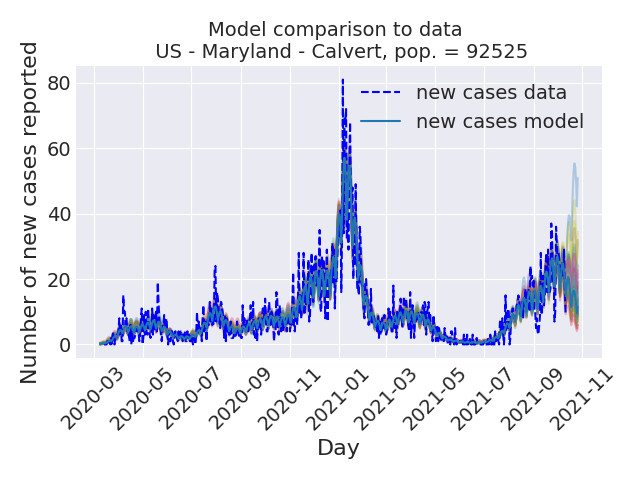 Model comparison to data
US - Maryland - Calvert, pop. = 92525
Number of new cases reported
80
60
40
20
0
new cases data
new cases model
2020-03
2020-05
2020-07
2020-09
2020-11
2021-01
2021-03
2021-05
2021-07
2021-09
2021-11
Day